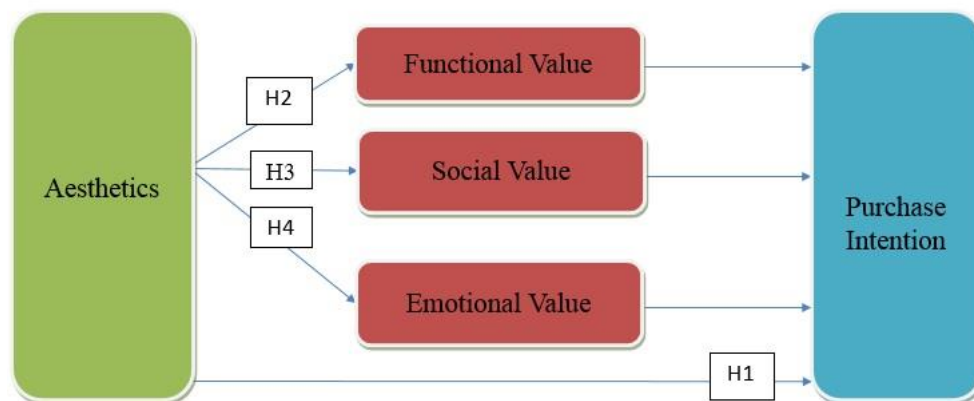 Functional Value
H2
Aesthetics
H3
Social Value
H4
Purchase
Intention
Emotional Value
H1